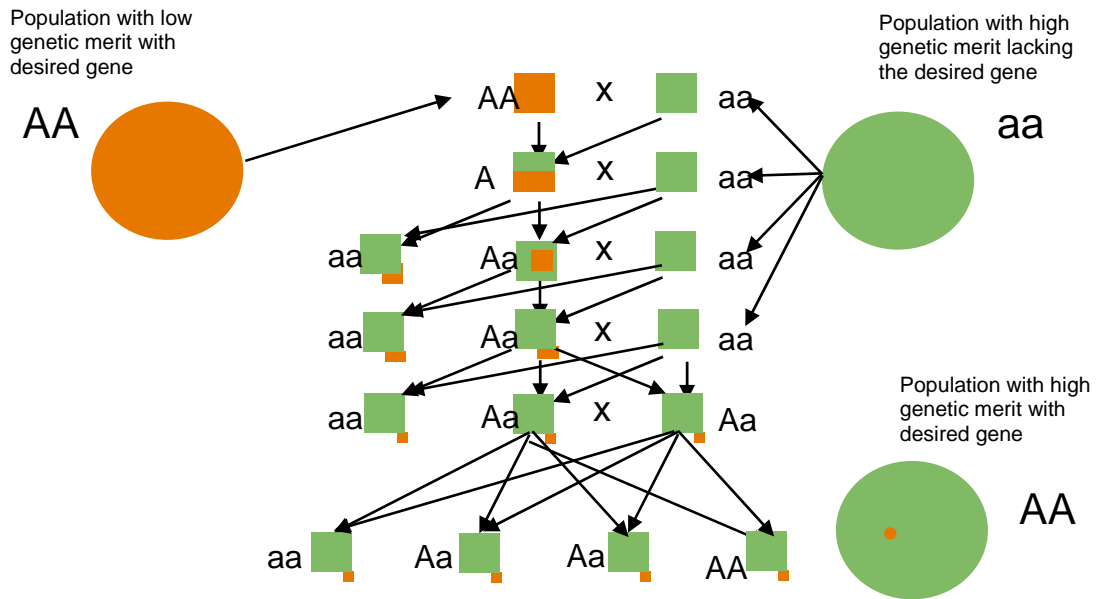 Population with low
genetic merit with
desired gene
AA
Population with high
genetic merit lacking
the desired gene
aa
AA x aa
A x aa
aa Aa x aa
aa Aa x aa
aa Aa x Aa
Population with high
genetic merit with
desired gene
AA
aa Aa Aa AA